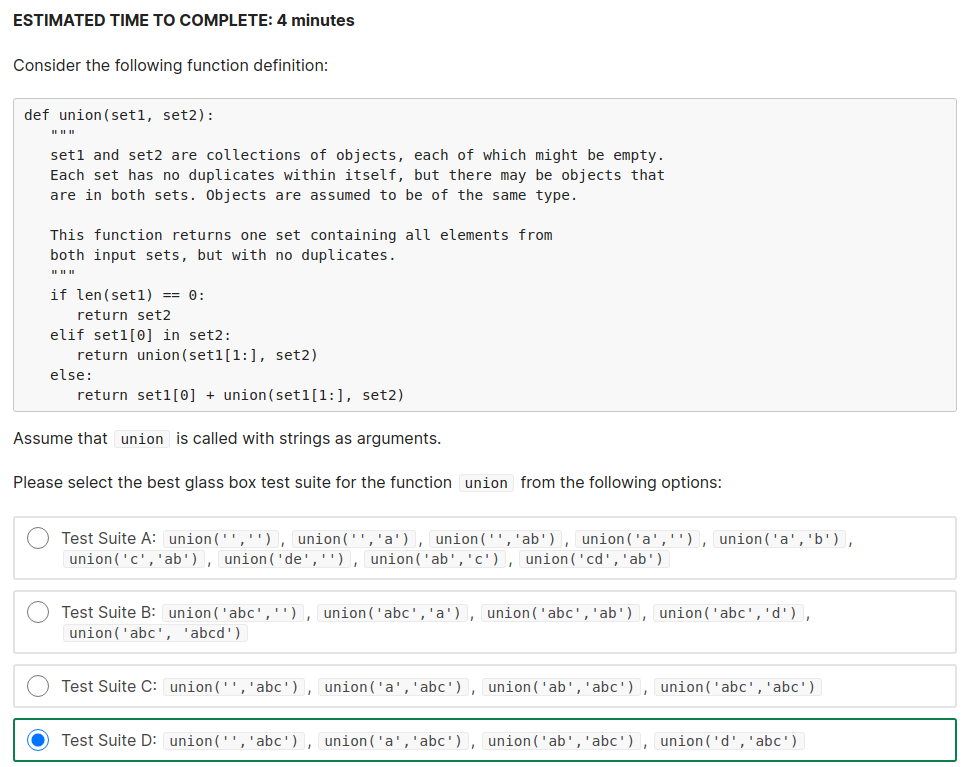 ESTIMATED TIME TO COMPLETE: 4 minutes
Consider the following function definition:
def union(set1, set2):
   """
   set1 and set2 are collections of objects, each of which might be empty.
   Each set has no duplicates within itself, but there may be objects that
   are in both sets. Objects are assumed to be of the same type.

   This function returns one set containing all elements from
   both input sets, but with no duplicates.
   """
   if len(set1) == 0:
      return set2
   elif set1[0] in set2:
      return union(set1[1:], set2)
   else:
      return set1[0] + union(set1[1:], set2)
Assume that union is called with strings as arguments.
Please select the best glass box test suite for the function union from the following options:
Test Suite A: union('',''), union('','a'), union('','ab'), union('a',''), union('a','b'),
union('c','ab'), union('de',''), union('ab','c'), union('cd','ab')
Test Suite B: union('abc',''), union('abc','a'), union('abc','ab'), union('abc','d'),
union('abc', 'abcd')
Test Suite C: union('','abc'), union('a','abc'), union('ab','abc'), union('abc','abc')
Test Suite D: union('','abc'), union('a','abc'), union('ab','abc'), union('d','abc')